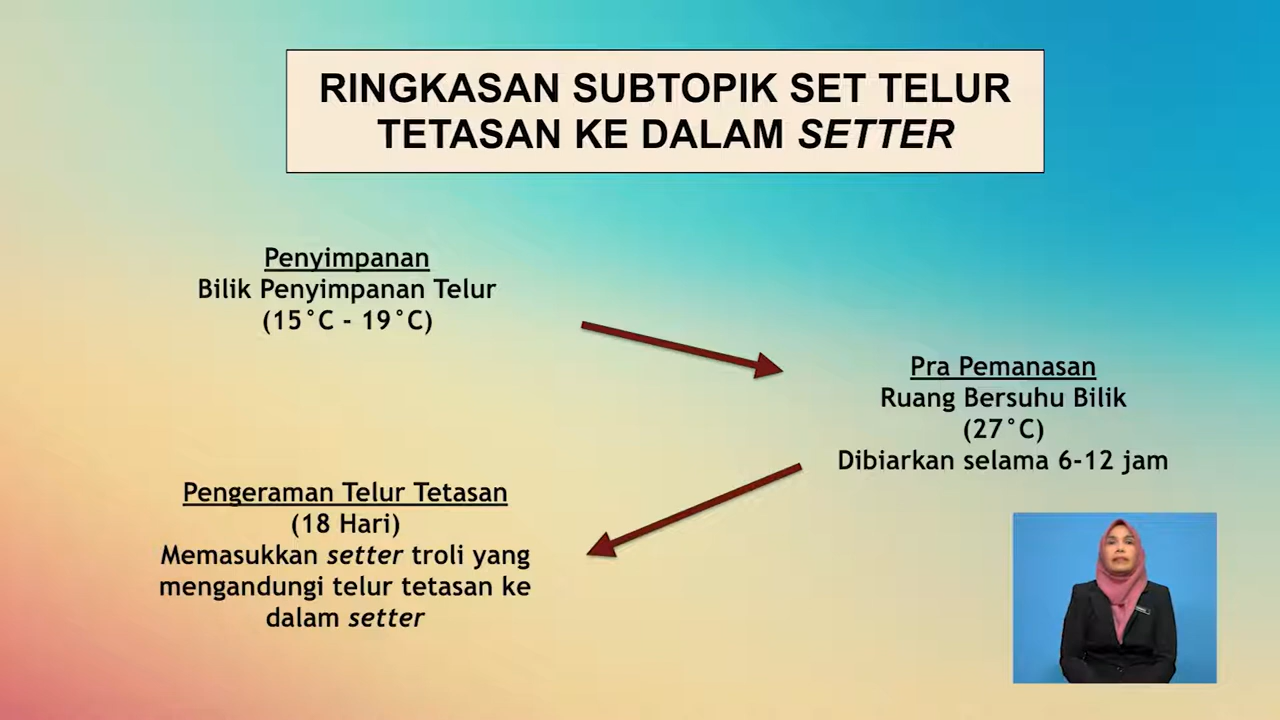 RINGKASAN SUBTOPIK SET TELUR
TETASAN KE DALAM SETTER
Penyimpanan
Bilik Penyimpanan Telur
(15°C - 19°C)
Pra Pemanasan
Ruang Bersuhu Bilik
(27°C)
Dibiarkan selama 6-12 jam
Pengeraman Telur Tetasan
(18 Hari)
Memasukkan setter troli yang
mengandungi telur tetasan ke
dalam setter